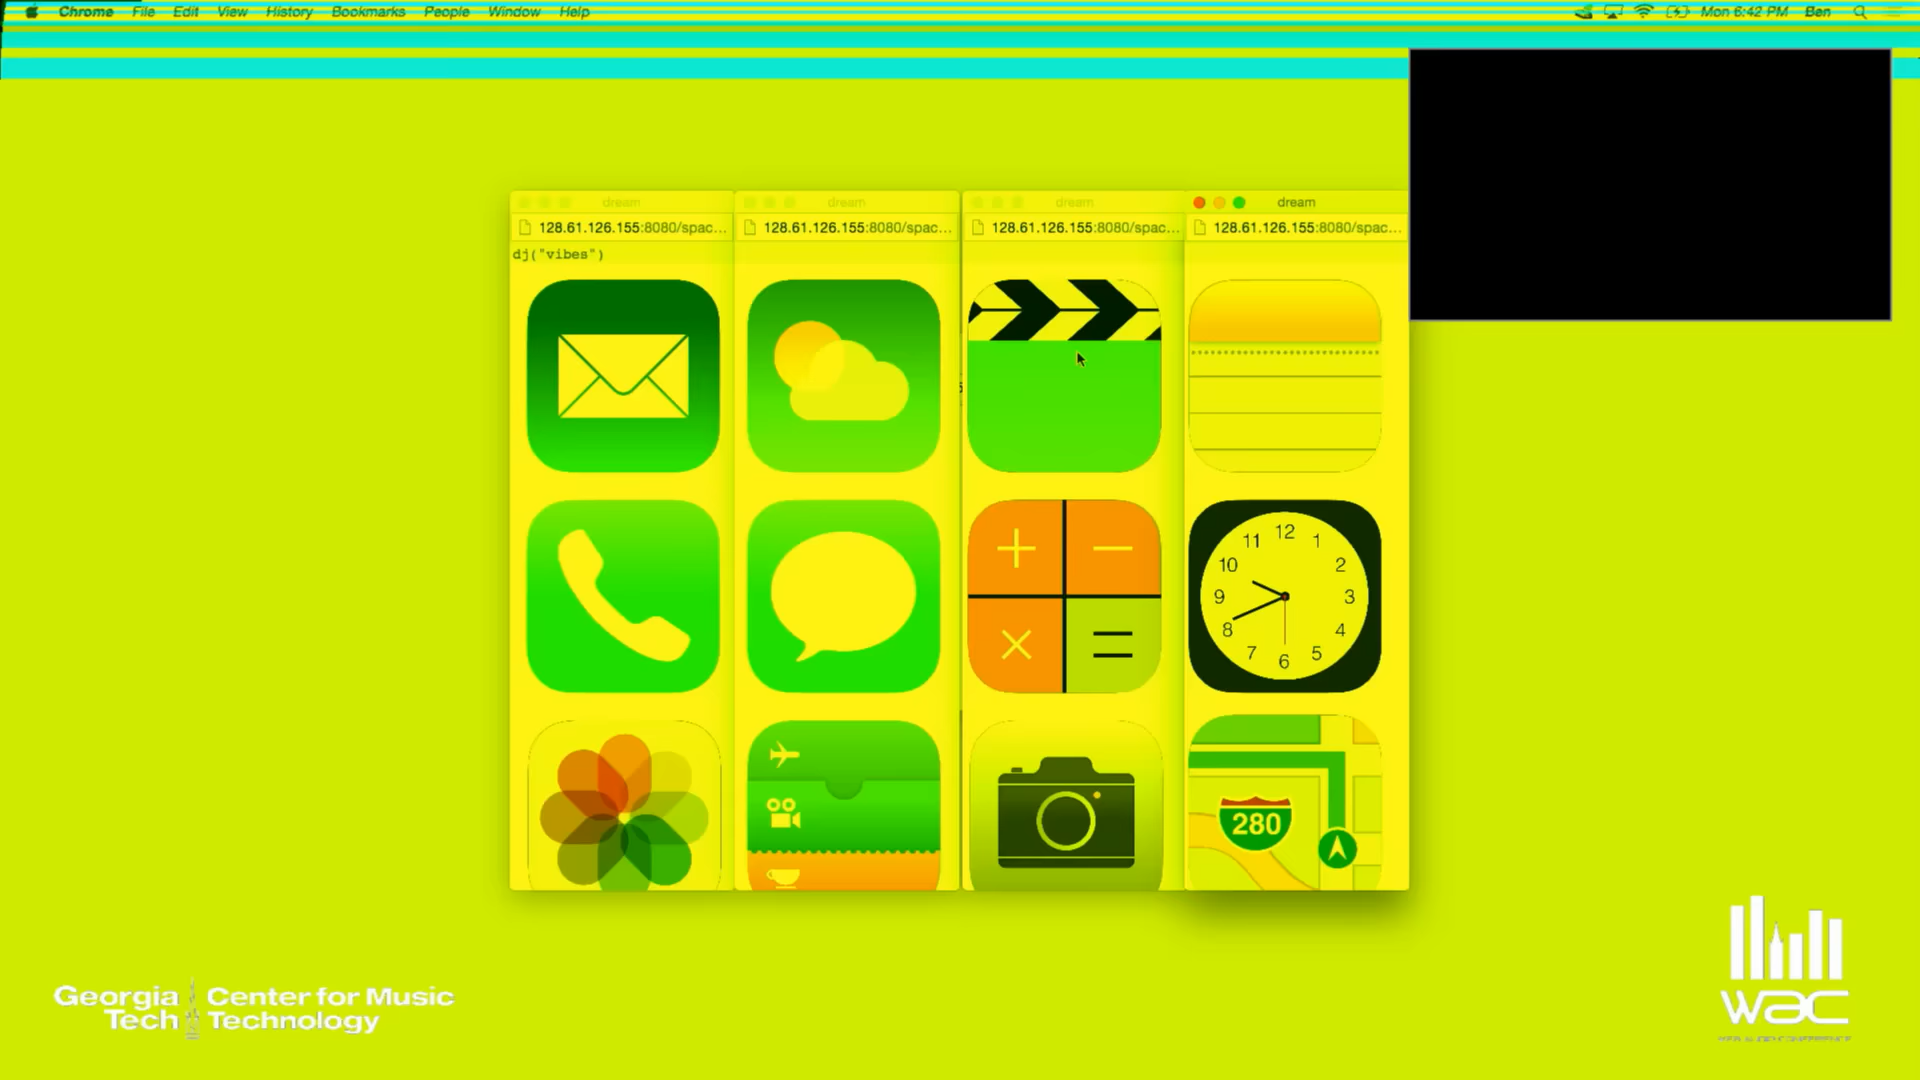 Chrome File Edit View History Bookmarks People Window Help Mon 6:42 PM Ben
dream dream dream dream
128.61.126.155:8080/spac... 128.61.126.155:8080/spac... 128.61.126.155:8080/spac... 128.61.126.155:8080/spac...
dj("vibes")
12
11 1
10 2
9 3
8 4
7 5
6
280
Georgia Tech
Center for Music Technology
wac